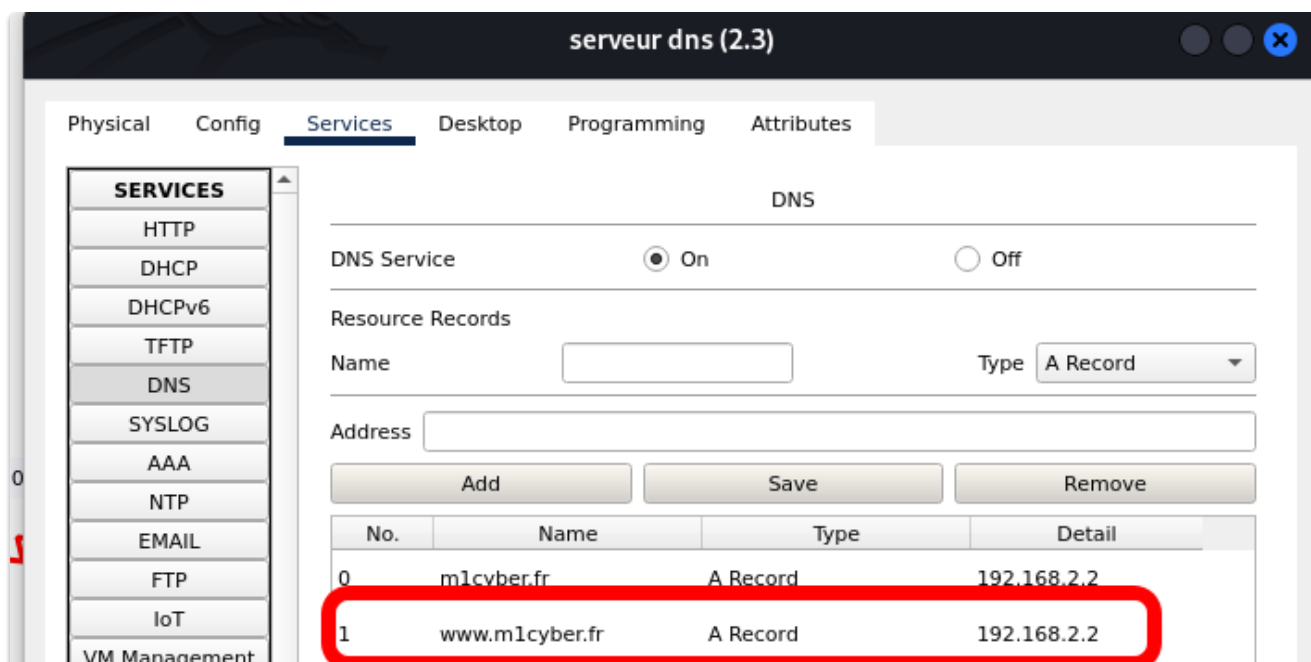 serveur dns (2.3)
Physical Config Services Desktop Programming Attributes
SERVICES
HTTP
DHCP
DHCPv6
TFTP
DNS
SYSLOG
AAA
NTP
EMAIL
FTP
IoT
VM Management
DNS
DNS Service On Off
Resource Records
Name Type A Record
Address
Add Save Remove
No. Name Type Detail
0 m1cyber.fr A Record 192.168.2.2
1 www.m1cyber.fr A Record 192.168.2.2
0